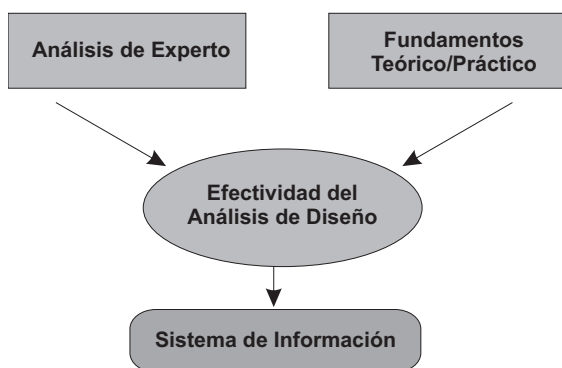 Análisis de Experto
Fundamentos
Teórico/Práctico
Efectividad del
Análisis de Diseño
Sistema de Información